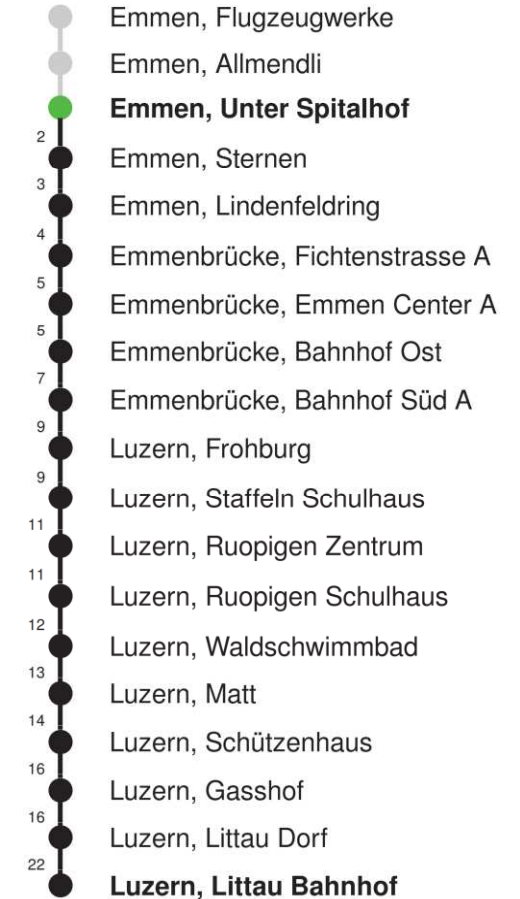 Emmen, Flugzeugwerke
Emmen, Allmendli
Emmen, Unter Spitalhof
2
Emmen, Sternen
3
Emmen, Lindenfeldring
4
Emmenbrücke, Fichtenstrasse A
5
Emmenbrücke, Emmen Center A
5
Emmenbrücke, Bahnhof Ost
7
Emmenbrücke, Bahnhof Süd A
9
Luzern, Frohburg
9
Luzern, Staffeln Schulhaus
11
Luzern, Ruopigen Zentrum
11
Luzern, Ruopigen Schulhaus
12
Luzern, Waldschwimmbad
13
Luzern, Matt
14
Luzern, Schützenhaus
16
Luzern, Gasshof
16
Luzern, Littau Dorf
22
Luzern, Littau Bahnhof